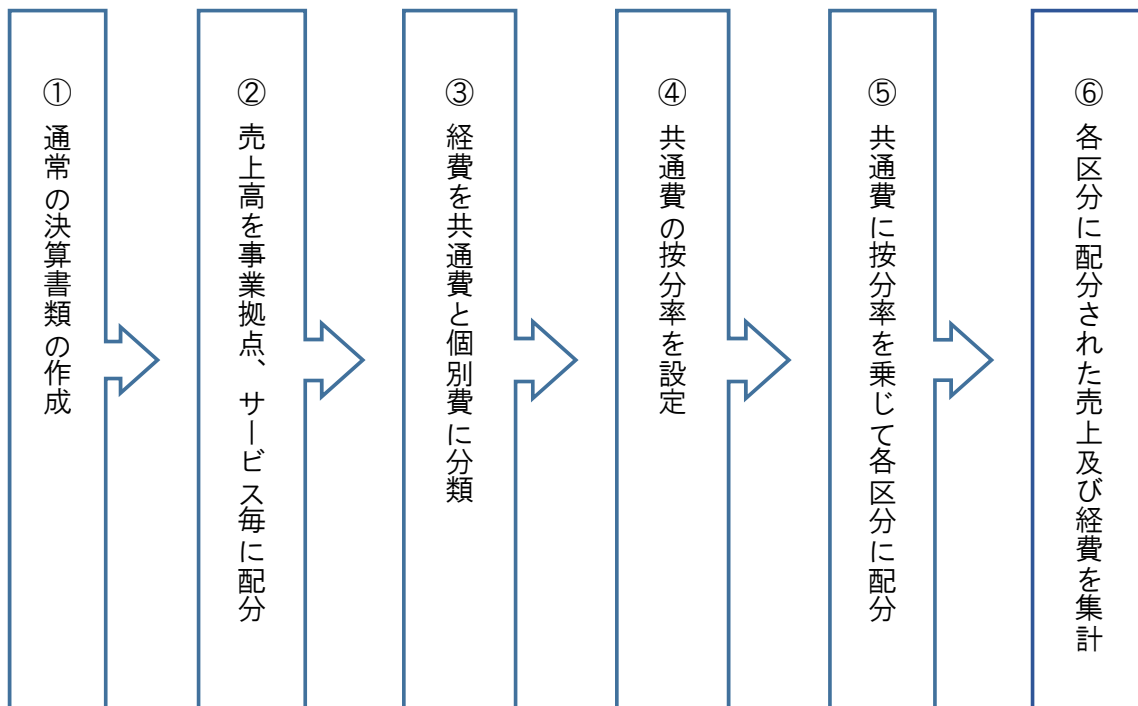 ① 通常の決算書類の作成
② 売上高を事業拠点、サービス毎に配分
③ 経費を共通費と個別費に分類
④ 共通費の按分率を設定
⑤ 共通費に按分率を乗じて各区分に配分
⑥ 各区分に配分された売上及び経費を集計